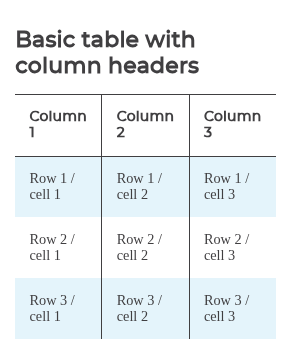 Basic table with
column headers
Column 1
Column 2
Column 3
Row 1 / cell 1
Row 1 / cell 2
Row 1 / cell 3
Row 2 / cell 1
Row 2 / cell 2
Row 2 / cell 3
Row 3 / cell 1
Row 3 / cell 2
Row 3 / cell 3